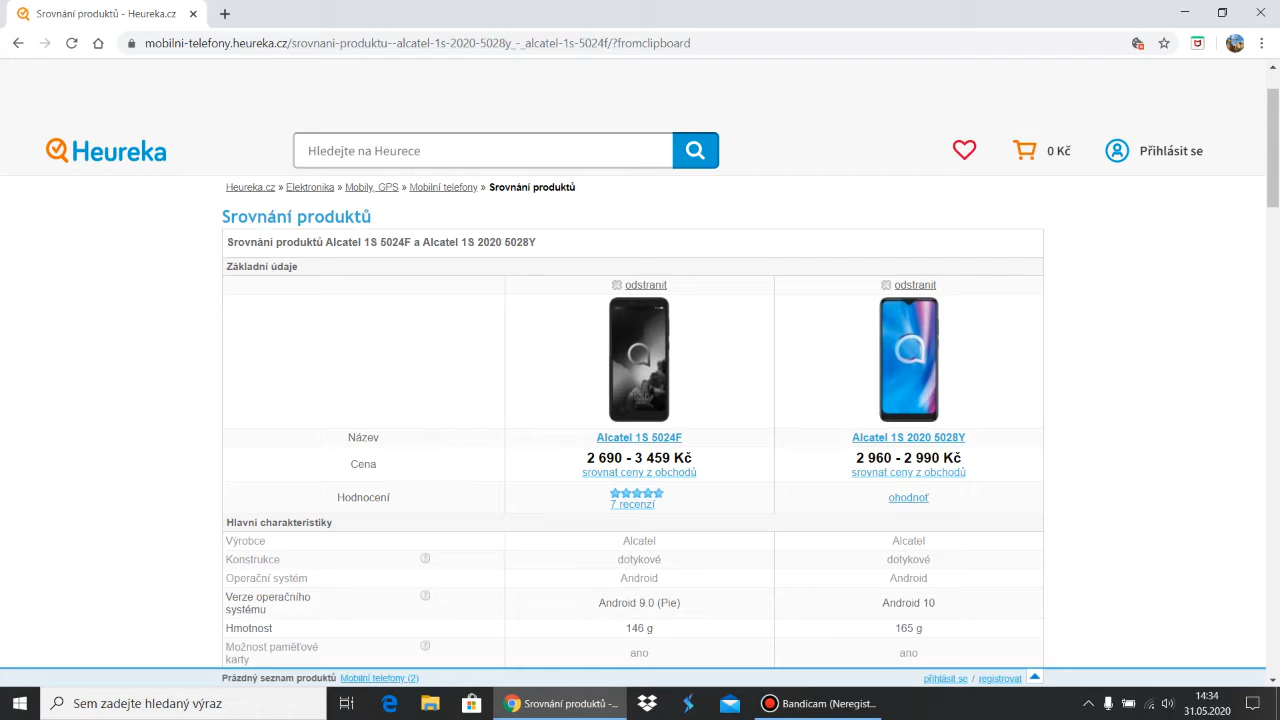 Srovnání produktů - Heureka.cz
mobilni-telefony.heureka.cz/srovnani-produktu--alcatel-1s-2020-5028y_-_alcatel-1s-5024f/?fromclipboard
Heureka
Hledejte na Heurece
0 Kč
Přihlásit se
Heureka.cz » Elektronika » Mobily, GPS » Mobilní telefony » Srovnání produktů
Srovnání produktů
Srovnání produktů Alcatel 1S 5024F a Alcatel 1S 2020 5028Y
Základní údaje
odstranit odstranit
Název Alcatel 1S 5024F Alcatel 1S 2020 5028Y
Cena 2 690 - 3 459 Kč 2 960 - 2 990 Kč
srovnat ceny z obchodů srovnat ceny z obchodů
Hodnocení 7 recenzí ohodnoť
Hlavní charakteristiky
Výrobce Alcatel Alcatel
Konstrukce dotykové dotykové
Operační systém Android Android
Verze operačního
systému Android 9.0 (Pie) Android 10
Hmotnost 146 g 165 g
Možnost paměťové
karty ano ano
Prázdný seznam produktů Mobilní telefony (2) přihlásit se / registrovat
Sem zadejte hledaný výraz
Srovnání produktů -...
Bandicam (Neregist...
14:34
31.05.2020